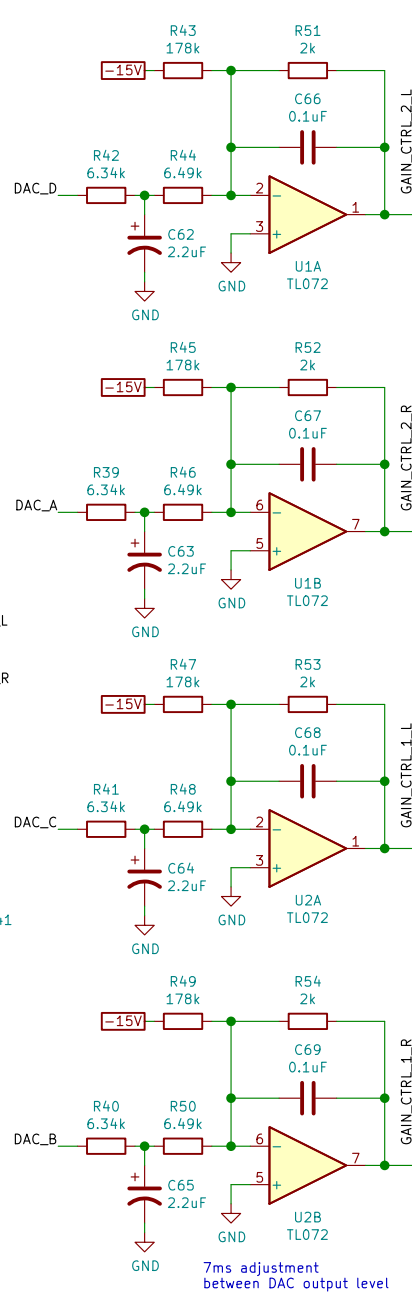 R43
178k
-15V
R51
2k
C66
0.1uF
GAIN_CTRL_2_L
R42
6.34k
R44
6.49k
DAC_D
2
-
1
3
+
+
C62
2.2uF
GND
U1A
TL072
GND
R45
178k
-15V
R52
2k
C67
0.1uF
GAIN_CTRL_2_R
R39
6.34k
R46
6.49k
DAC_A
6
-
7
5
+
+
C63
2.2uF
GND
U1B
TL072
GND
_L
_R
R47
178k
-15V
R53
2k
C68
0.1uF
GAIN_CTRL_1_L
R41
6.34k
R48
6.49k
DAC_C
2
-
1
3
+
+
C64
2.2uF
GND
U2A
TL072
GND
41
R49
178k
-15V
R54
2k
C69
0.1uF
GAIN_CTRL_1_R
R40
6.34k
R50
6.49k
DAC_B
6
-
7
5
+
+
C65
2.2uF
GND
U2B
TL072
GND
7ms adjustment
between DAC output level